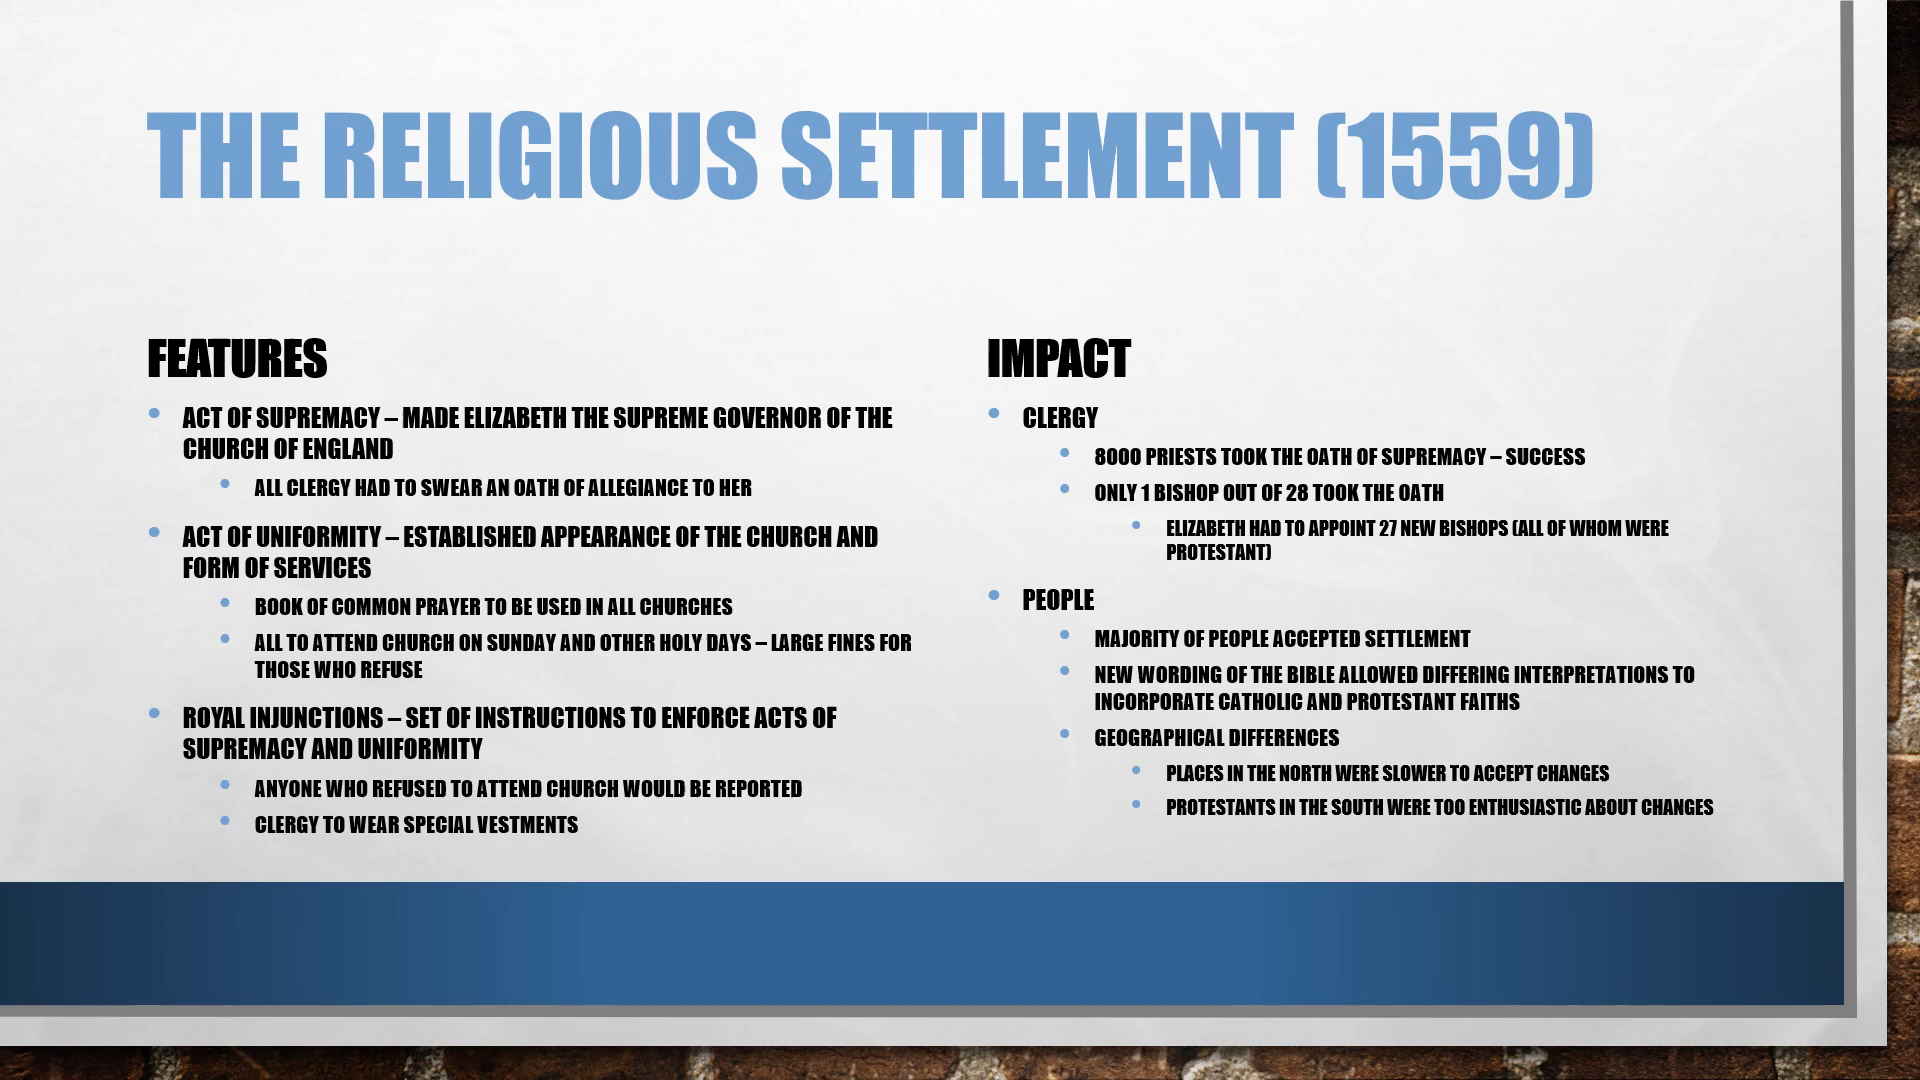 THE RELIGIOUS SETTLEMENT (1559)
FEATURES
• ACT OF SUPREMACY – MADE ELIZABETH THE SUPREME GOVERNOR OF THE
CHURCH OF ENGLAND
• ALL CLERGY HAD TO SWEAR AN OATH OF ALLEGIANCE TO HER
• ACT OF UNIFORMITY – ESTABLISHED APPEARANCE OF THE CHURCH AND
FORM OF SERVICES
• BOOK OF COMMON PRAYER TO BE USED IN ALL CHURCHES
• ALL TO ATTEND CHURCH ON SUNDAY AND OTHER HOLY DAYS – LARGE FINES FOR
THOSE WHO REFUSE
• ROYAL INJUNCTIONS – SET OF INSTRUCTIONS TO ENFORCE ACTS OF
SUPREMACY AND UNIFORMITY
• ANYONE WHO REFUSED TO ATTEND CHURCH WOULD BE REPORTED
• CLERGY TO WEAR SPECIAL VESTMENTS
IMPACT
• CLERGY
• 8000 PRIESTS TOOK THE OATH OF SUPREMACY – SUCCESS
• ONLY 1 BISHOP OUT OF 28 TOOK THE OATH
• ELIZABETH HAD TO APPOINT 27 NEW BISHOPS (ALL OF WHOM WERE
PROTESTANT)
• PEOPLE
• MAJORITY OF PEOPLE ACCEPTED SETTLEMENT
• NEW WORDING OF THE BIBLE ALLOWED DIFFERING INTERPRETATIONS TO
INCORPORATE CATHOLIC AND PROTESTANT FAITHS
• GEOGRAPHICAL DIFFERENCES
• PLACES IN THE NORTH WERE SLOWER TO ACCEPT CHANGES
• PROTESTANTS IN THE SOUTH WERE TOO ENTHUSIASTIC ABOUT CHANGES